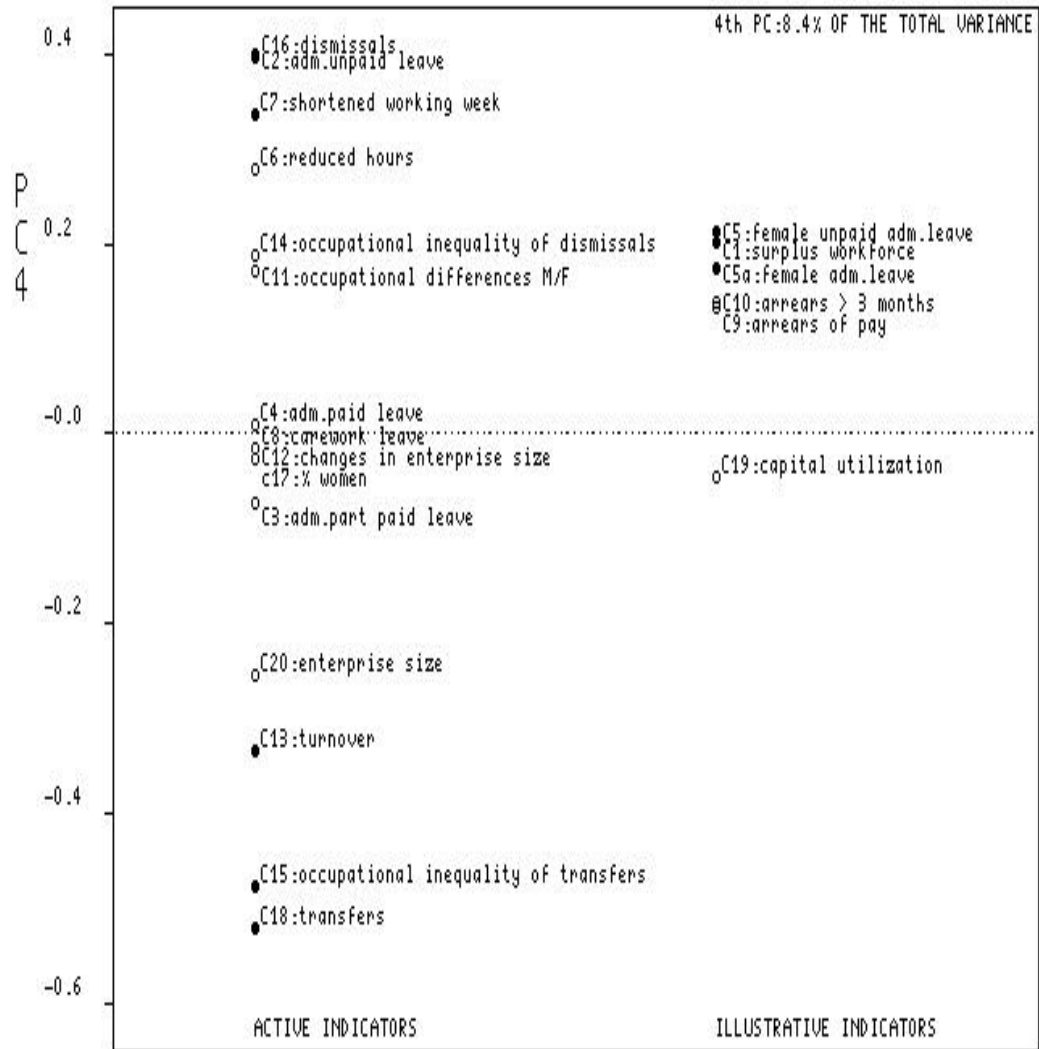 4th PC:8.4% OF THE TOTAL VARIANCE
0.4
C16:dismissals
C2:adm.unpaid leave
C7:shortened working week
C6:reduced hours
PC4
0.2
C14:occupational inequality of dismissals
C11:occupational differences M/F
C5:female unpaid adm.leave
C1:surplus workforce
C5a:female adm.leave
C10:arrears > 3 months
C9:arrears of pay
-0.0
C4:adm.paid leave
C8:carework leave
C12:changes in enterprise size
c17:% women
C3:adm.part paid leave
C19:capital utilization
-0.2
C20:enterprise size
C13:turnover
-0.4
C15:occupational inequality of transfers
C18:transfers
-0.6
ACTIVE INDICATORS
ILLUSTRATIVE INDICATORS